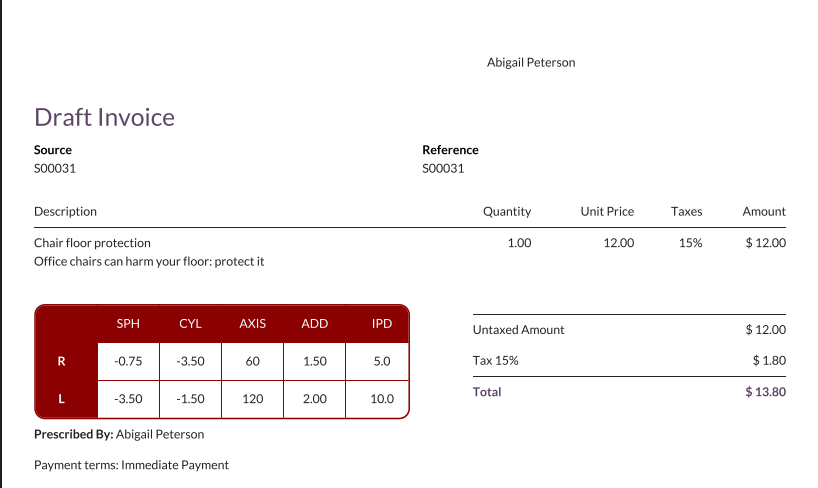 Abigail Peterson
Draft Invoice
Source Reference
S00031 S00031
Description Quantity Unit Price Taxes Amount
Chair floor protection 1.00 12.00 15% $ 12.00
Office chairs can harm your floor: protect it
SPH CYL AXIS ADD IPD
R -0.75 -3.50 60 1.50 5.0
L -3.50 -1.50 120 2.00 10.0
Untaxed Amount $ 12.00
Tax 15% $ 1.80
Total $ 13.80
Prescribed By: Abigail Peterson
Payment terms: Immediate Payment